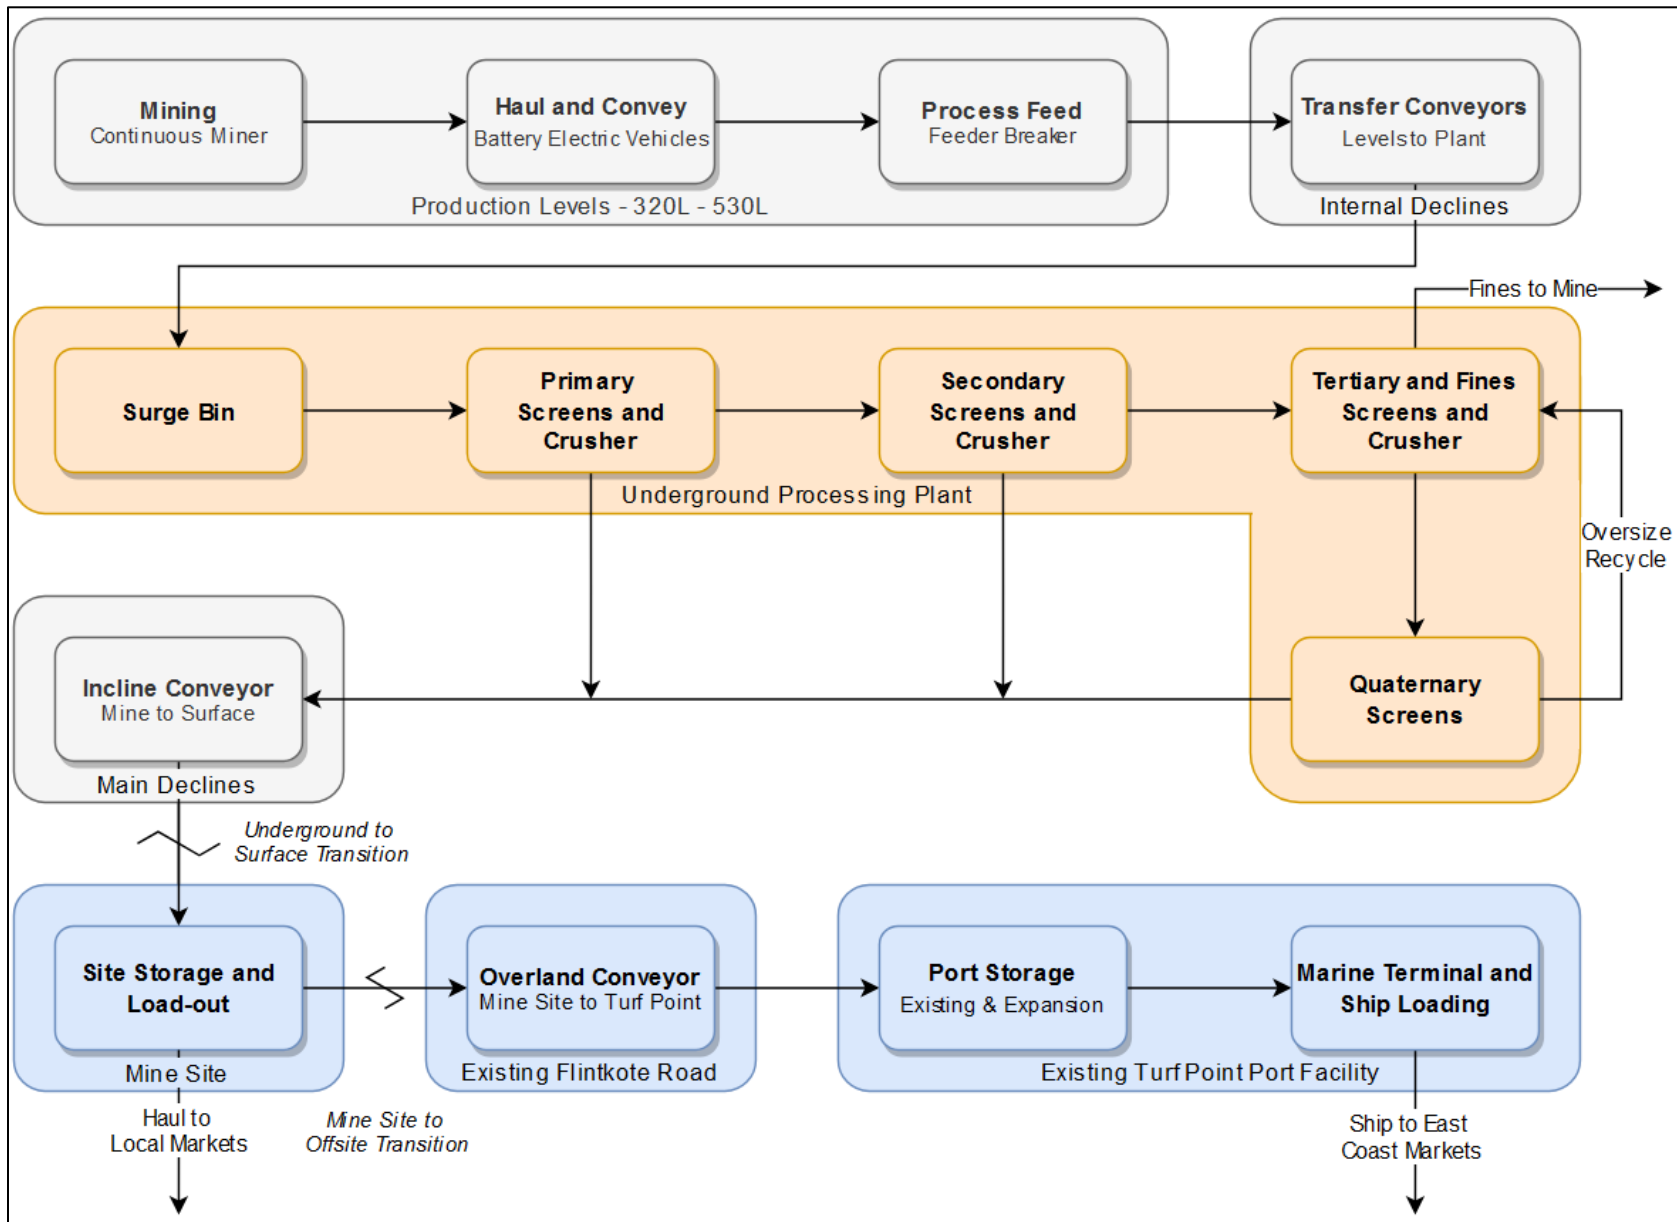 Mining
Continuous Miner
Haul and Convey
Battery Electric Vehicles
Process Feed
Feeder Breaker
Transfer Conveyors
Levels to Plant
Production Levels - 320L - 530L
Internal Declines
Fines to Mine
Surge Bin
Primary
Screens and
Crusher
Secondary
Screens and
Crusher
Tertiary and Fines
Screens and
Crusher
Underground Processing Plant
Oversize
Recycle
Incline Conveyor
Mine to Surface
Quaternary
Screens
Main Declines
Underground to
Surface Transition
Site Storage and
Load-out
Overland Conveyor
Mine Site to Turf Point
Port Storage
Existing & Expansion
Marine Terminal and
Ship Loading
Mine Site
Existing Flintkote Road
Existing Turf Point Port Facility
Haul to
Local Markets
Mine Site to
Offsite Transition
Ship to East
Coast Markets